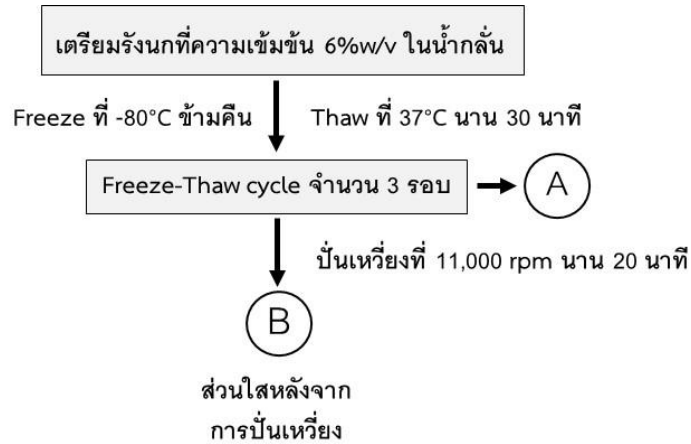 เตรียมรังนกที่ความเข้มข้น 6%w/v ในน้ำกลั่น
Freeze ที่ -80°C ข้ามคืน
Thaw ที่ 37°C นาน 30 นาที
Freeze-Thaw cycle จำนวน 3 รอบ
A
ปั่นเหวี่ยงที่ 11,000 rpm นาน 20 นาที
B
ส่วนใสหลังจาก
การปั่นเหวี่ยง